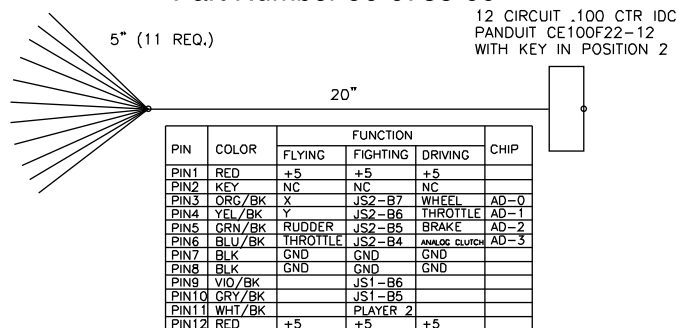 12 CIRCUIT .100 CTR IDC
PANDUIT CE100F22-12
WITH KEY IN POSITION 2
5" (11 REQ.)
20"
PIN COLOR FUNCTION CHIP
FLYING FIGHTING DRIVING
PIN1 RED +5 +5 +5
PIN2 KEY NC NC NC
PIN3 ORG/BK X JS2-B7 WHEEL AD-0
PIN4 YEL/BK Y JS2-B6 THROTTLE AD-1
PIN5 GRN/BK RUDDER JS2-B5 BRAKE AD-2
PIN6 BLU/BK THROTTLE JS2-B4 ANALOG CLUTCH AD-3
PIN7 BLK GND GND GND
PIN8 BLK GND GND GND
PIN9 VIO/BK JS1-B6
PIN10 GRY/BK JS1-B5
PIN11 WHT/BK PLAYER 2
PIN12 RED +5 +5 +5